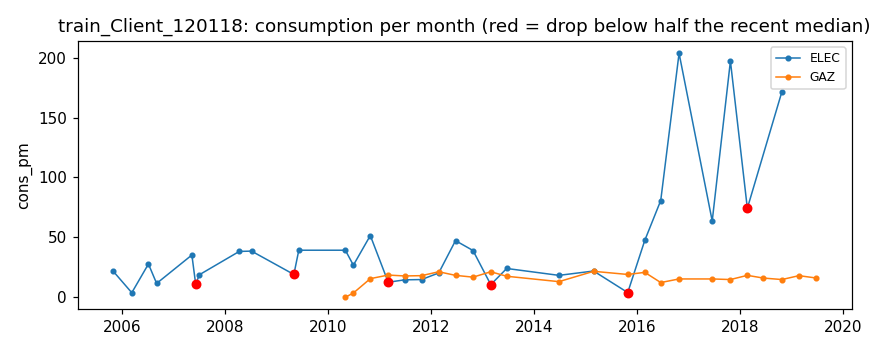 train_Client_120118: consumption per month (red = drop below half the recent median)
200
150
100
50
0
cons_pm
ELEC
GAZ
2006 2008 2010 2012 2014 2016 2018 2020